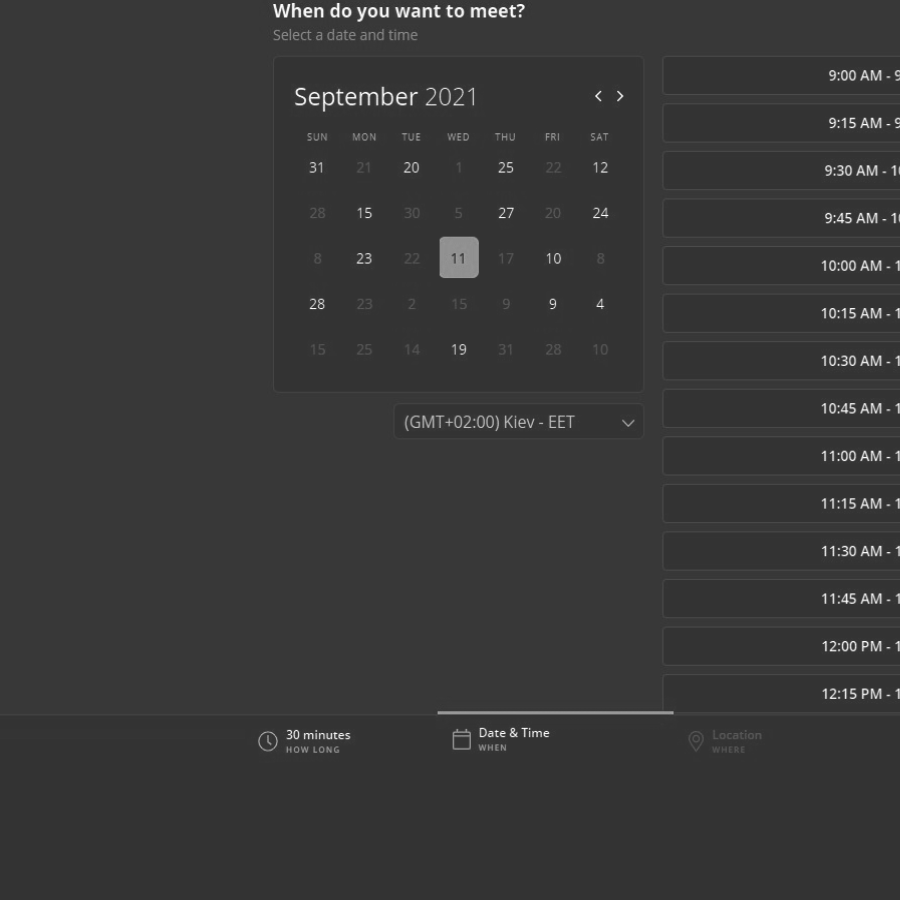 When do you want to meet?
Select a date and time
September 2021
SUN MON TUE WED THU FRI SAT
31 21 20 1 25 22 12
28 15 30 5 27 20 24
8 23 22 11 17 10 8
28 23 2 15 9 9 4
15 25 14 19 31 28 10
(GMT+02:00) Kiev - EET
9:00 AM - 9
9:15 AM - 9
9:30 AM - 10
9:45 AM - 10
10:00 AM - 1
10:15 AM - 1
10:30 AM - 1
10:45 AM - 1
11:00 AM - 1
11:15 AM - 1
11:30 AM - 1
11:45 AM - 1
12:00 PM - 1
12:15 PM - 1
30 minutes
HOW LONG
Date & Time
WHEN
Location
WHERE